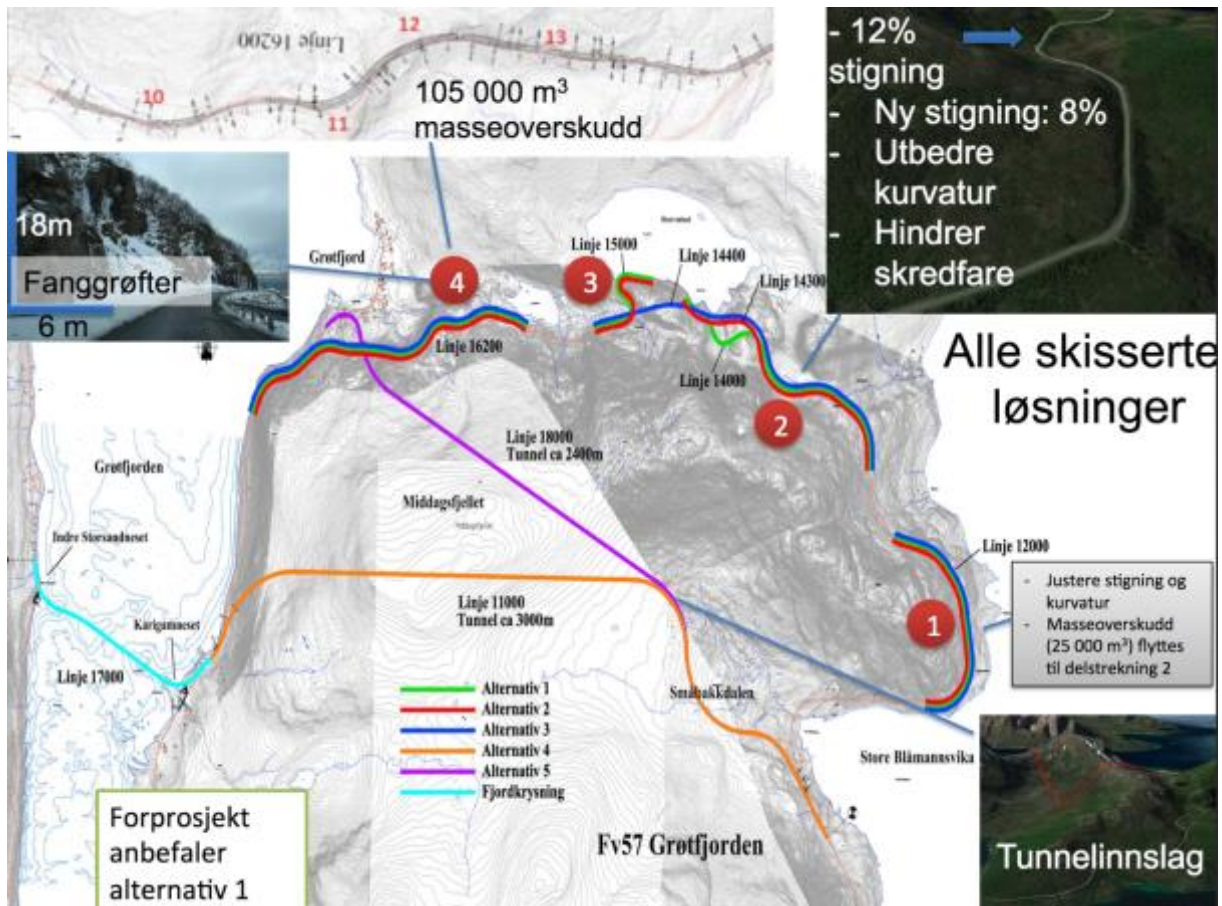 Linje 16200
10
11
12
13
105 000 m³
masseoverskudd
- 12%
stigning
- Ny stigning: 8%
- Utbedre
kurvatur
- Hindrer
skredfare
18m
Fanggrøfter
6 m
Grøtfjord
4
3
Linje 15000
Linje 14400
Linje 14300
Linje 16200
Linje 14000
2
Alle skisserte
løsninger
Linje 18000
Tunnel ca 2400m
Grøtfjorden
Middagsfjellet
Indre Storsandneset
Linje 12000
- Justere stigning og
kurvatur
- Masseoverskudd
(25 000 m³) flyttes
til delstrekning 2
1
Linje 11000
Tunnel ca 3000m
Karigamneset
Linje 17000
Småbakkdalen
Alternativ 1
Alternativ 2
Alternativ 3
Alternativ 4
Alternativ 5
Fjordkrysning
Store Blåmannsvika
Forprosjekt
anbefaler
alternativ 1
Fv57 Grøtfjorden
Tunnelinnslag